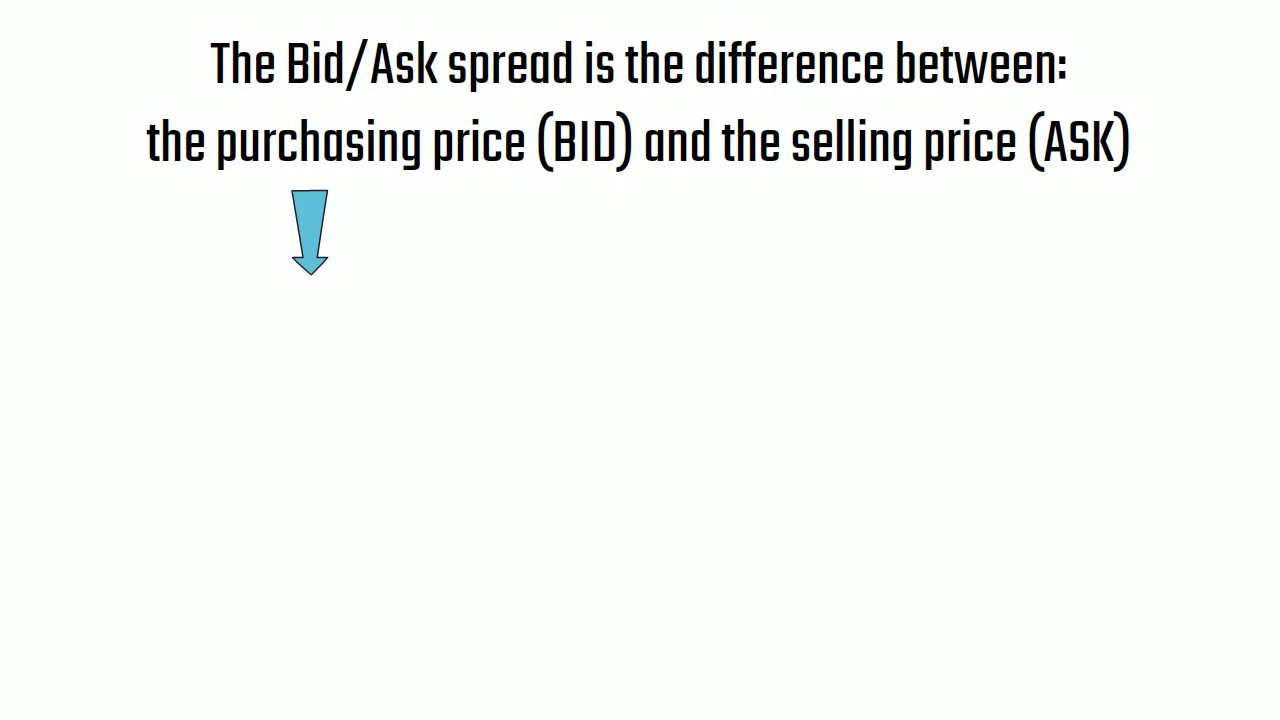 The Bid/Ask spread is the difference between:
the purchasing price (BID) and the selling price (ASK)